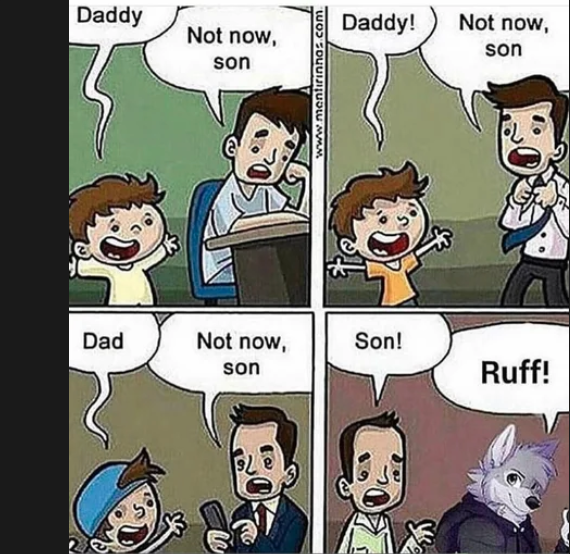 Daddy
Not now,
son
www.mentirinhas.com
Daddy!
Not now,
son
Dad
Not now,
son
Son!
Ruff!